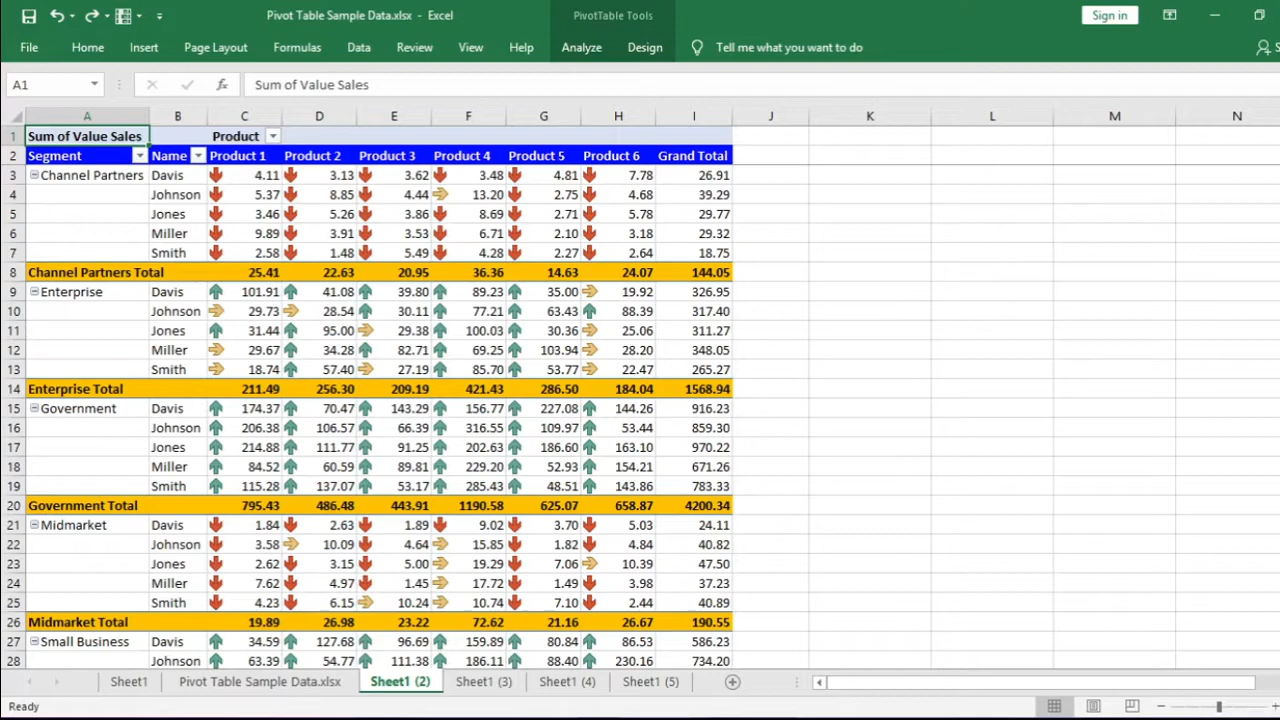 Pivot Table Sample Data.xlsx - Excel PivotTable Tools Sign in
File Home Insert Page Layout Formulas Data Review View Help Analyze Design Tell me what you want to do S
A1 fx Sum of Value Sales
A B C D E F G H I J K L M N
1 Sum of Value Sales Product
2 Segment Name Product 1 Product 2 Product 3 Product 4 Product 5 Product 6 Grand Total
3 Channel Partners Davis 4.11 3.13 3.62 3.48 4.81 7.78 26.91
4 Johnson 5.37 8.85 4.44 13.20 2.75 4.68 39.29
5 Jones 3.46 5.26 3.86 8.69 2.71 5.78 29.77
6 Miller 9.89 3.91 3.53 6.71 2.10 3.18 29.32
7 Smith 2.58 1.48 5.49 4.28 2.27 2.64 18.75
8 Channel Partners Total 25.41 22.63 20.95 36.36 14.63 24.07 144.05
9 Enterprise Davis 101.91 41.08 39.80 89.23 35.00 19.92 326.95
10 Johnson 29.73 28.54 30.11 77.21 63.43 88.39 317.40
11 Jones 31.44 95.00 29.38 100.03 30.36 25.06 311.27
12 Miller 29.67 34.28 82.71 69.25 103.94 28.20 348.05
13 Smith 18.74 57.40 27.19 85.70 53.77 22.47 265.27
14 Enterprise Total 211.49 256.30 209.19 421.43 286.50 184.04 1568.94
15 Government Davis 174.37 70.47 143.29 156.77 227.08 144.26 916.23
16 Johnson 206.38 106.57 66.39 316.55 109.97 53.44 859.30
17 Jones 214.88 111.77 91.25 202.63 186.60 163.10 970.22
18 Miller 84.52 60.59 89.81 229.20 52.93 154.21 671.26
19 Smith 115.28 137.07 53.17 285.43 48.51 143.86 783.33
20 Government Total 795.43 486.48 443.91 1190.58 625.07 658.87 4200.34
21 Midmarket Davis 1.84 2.63 1.89 9.02 3.70 5.03 24.11
22 Johnson 3.58 10.09 4.64 15.85 1.82 4.84 40.82
23 Jones 2.62 3.15 5.00 19.29 7.06 10.39 47.50
24 Miller 7.62 4.97 1.45 17.72 1.49 3.98 37.23
25 Smith 4.23 6.15 10.24 10.74 7.10 2.44 40.89
26 Midmarket Total 19.89 26.98 23.22 72.62 21.16 26.67 190.55
27 Small Business Davis 34.59 127.68 96.69 159.89 80.84 86.53 586.23
28 Johnson 63.39 54.77 111.38 186.11 88.40 230.16 734.20
Sheet1 Pivot Table Sample Data.xlsx Sheet1 (2) Sheet1 (3) Sheet1 (4) Sheet1 (5)
Ready